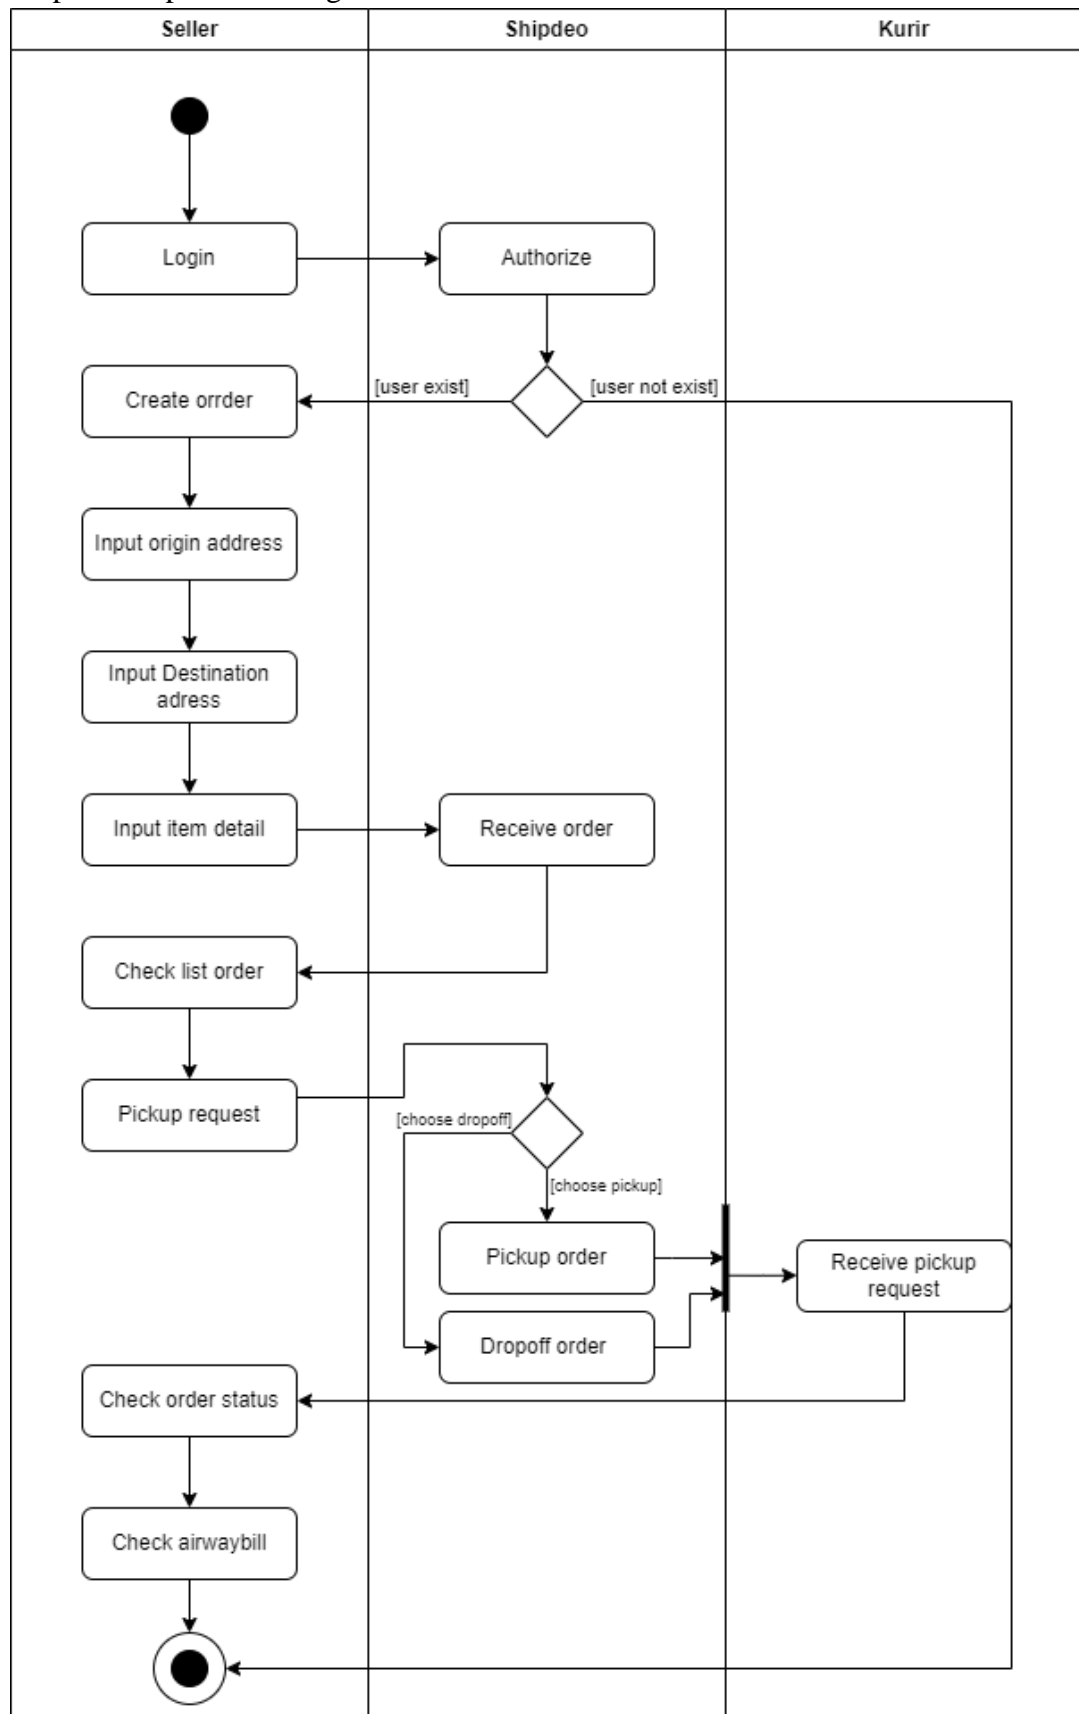 Seller
Shipdeo
Kurir
Login
Authorize
Create orrder
[user exist]
[user not exist]
Input origin address
Input Destination
adress
Input item detail
Receive order
Check list order
Pickup request
[choose dropoff]
[choose pickup]
Pickup order
Receive pickup
request
Dropoff order
Check order status
Check airwaybill